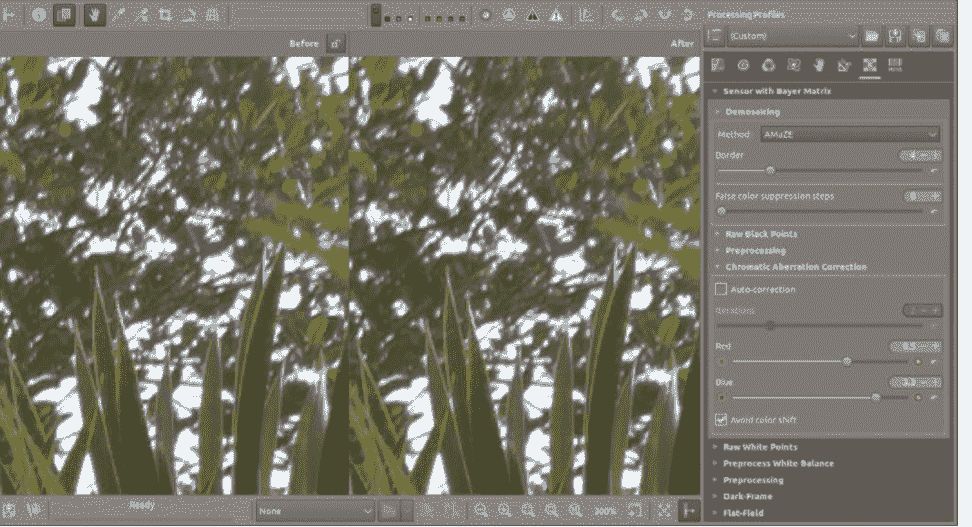 Processing Profiles
(Custom)
Before
After
Sensor with Bayer Matrix
Demosaicing
Method
AMaZE
Border
4
False color suppression steps
Raw Black Points
Preprocessing
Chromatic Aberration Correction
Auto-correction
Iterations
Red
Blue
Avoid color shift
Raw White Points
Preprocess White Balance
Preprocessing
Dark-Frame
Flat-Field
Ready
None
200%